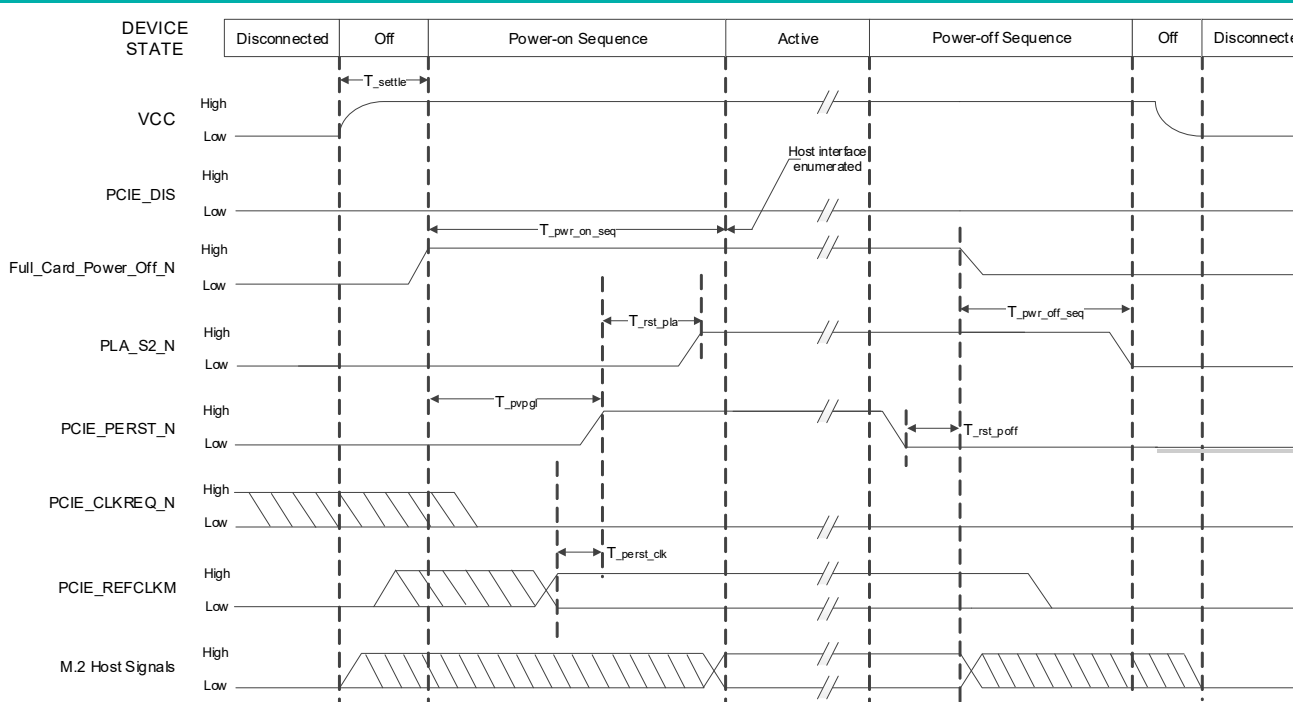 DEVICE
STATE
Disconnected Off Power-on Sequence Active Power-off Sequence Off Disconnecte
T_settle
VCC
High
Low
Host interface
enumerated
PCIE_DIS
High
Low
T_pwr_on_seq
Full_Card_Power_Off_N
High
Low
T_rst_pla
T_pwr_off_seq
PLA_S2_N
High
Low
T_pvpgl
PCIE_PERST_N
High
Low
T_rst_poff
PCIE_CLKREQ_N
High
Low
T_perst_clk
PCIE_REFCLKM
High
Low
M.2 Host Signals
High
Low